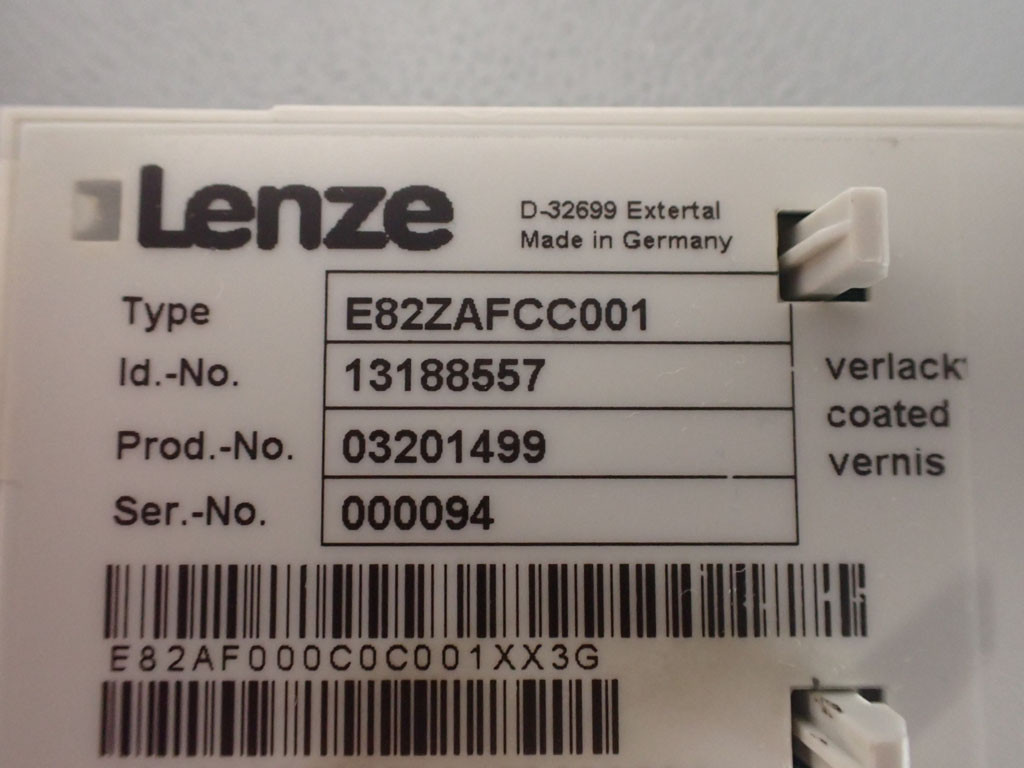 Lenze
D-32699 Extertal
Made in Germany
Type E82ZAFCC001
Id.-No. 13188557
Prod.-No. 03201499
Ser.-No. 000094
verlackt
coated
vernis
E82AF000C0C001XX3G